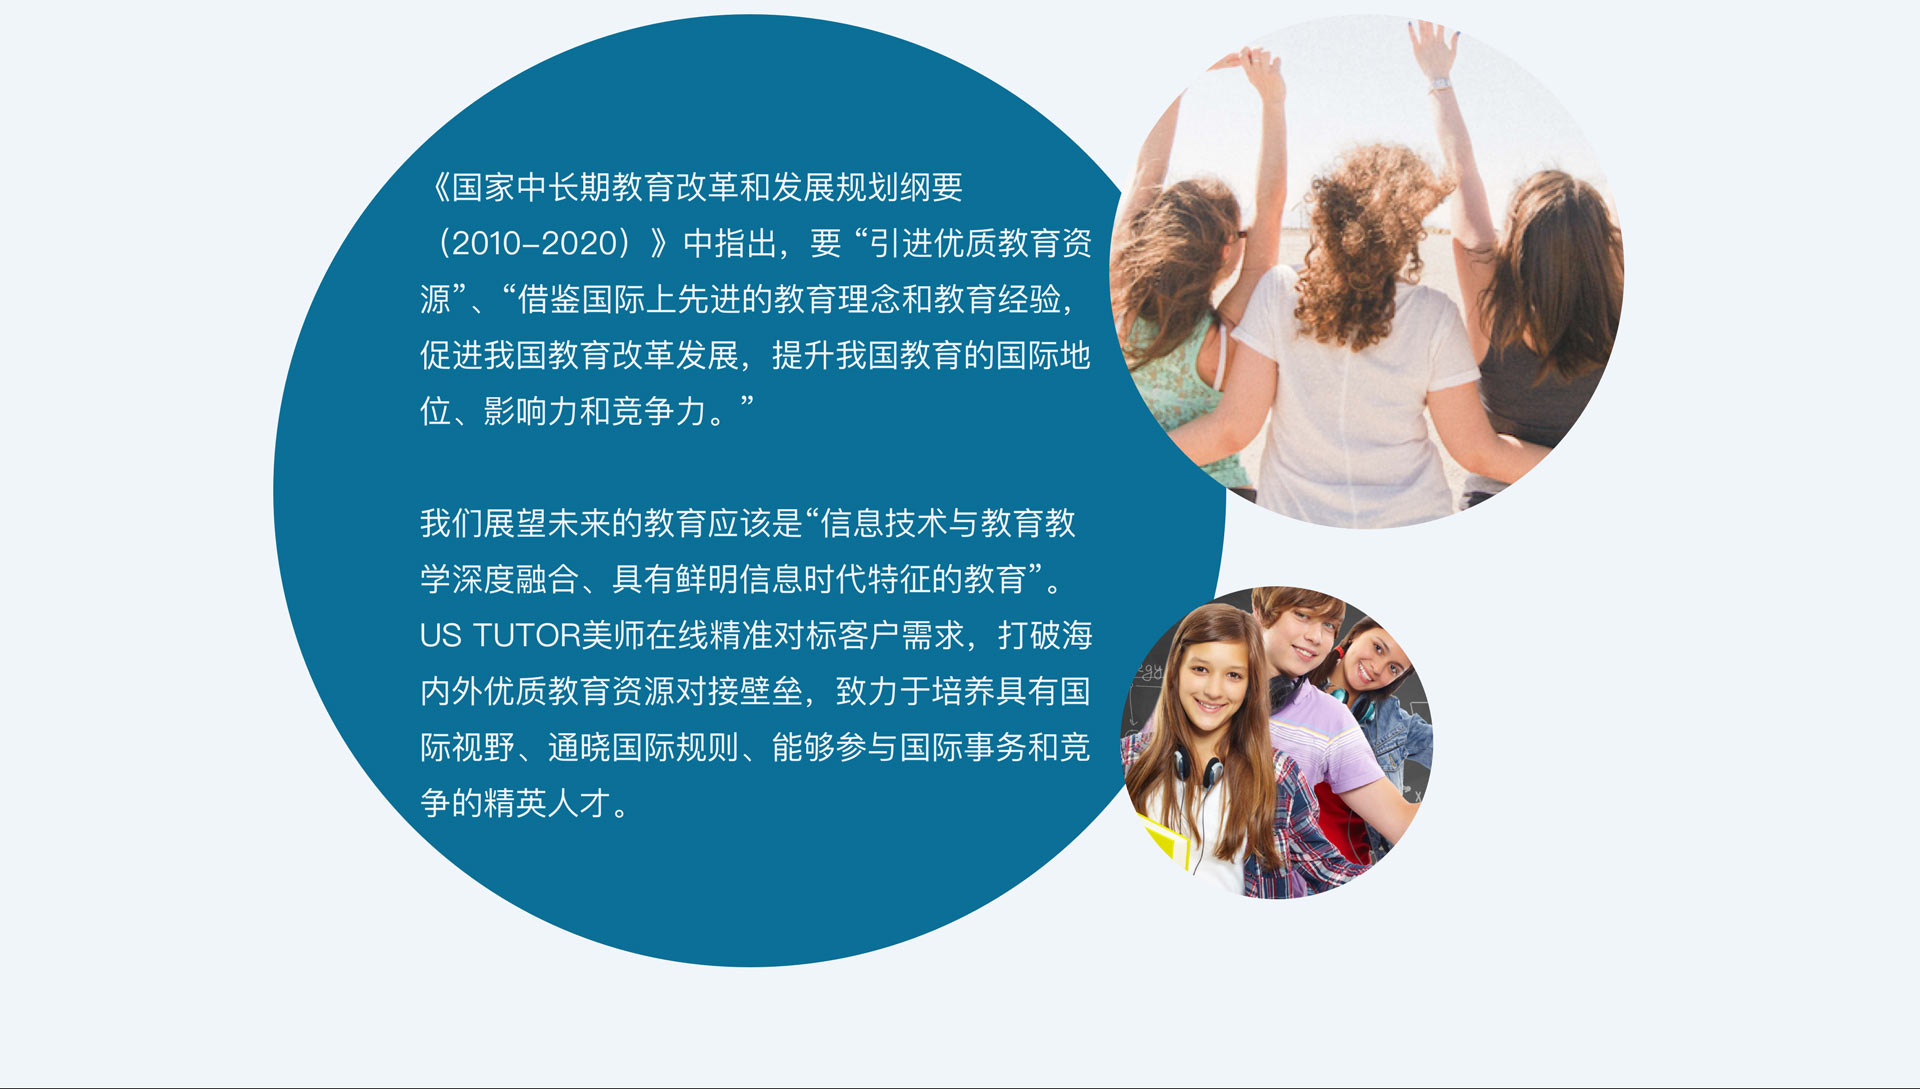 《国家中长期教育改革和发展规划纲要
（2010-2020）》中指出，要 “引进优质教育资
源”、“借鉴国际上先进的教育理念和教育经验，
促进我国教育改革发展，提升我国教育的国际地
位、影响力和竞争力。”
我们展望未来的教育应该是“信息技术与教育教
学深度融合、具有鲜明信息时代特征的教育”。
US TUTOR美师在线精准对标客户需求，打破海
内外优质教育资源对接壁垒，致力于培养具有国
际视野、通晓国际规则、能够参与国际事务和竞
争的精英人才。
egy